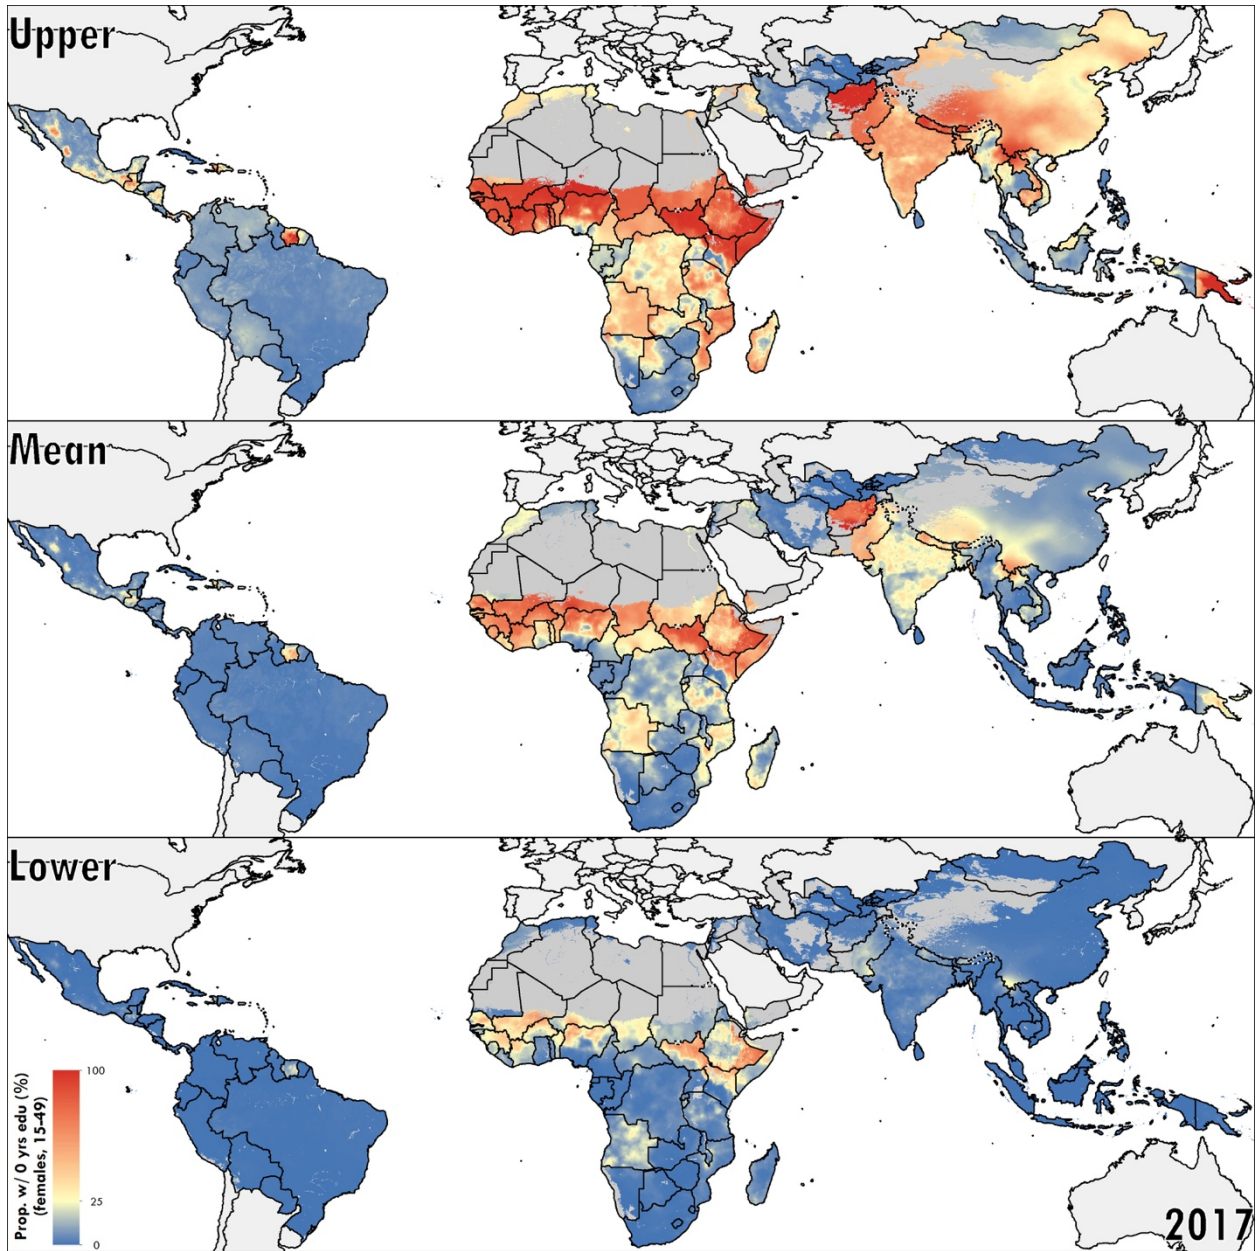 Upper
Mean
Lower
Prop. w/ 0 yrs edu (%)
(females, 15-49)
100
25
0
2017